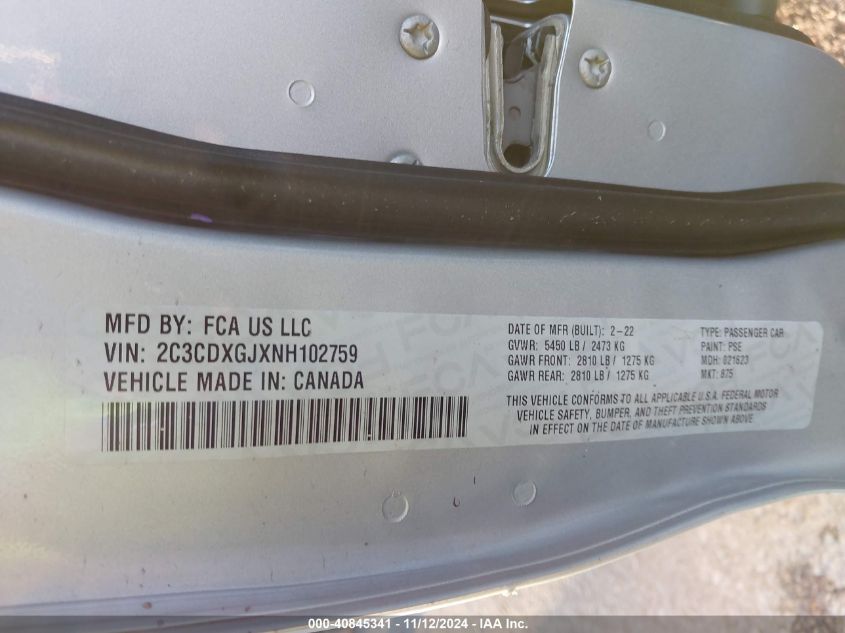 MFD BY: FCA US LLC
VIN: 2C3CDXGJXNH102759
VEHICLE MADE IN: CANADA
DATE OF MFR (BUILT): 2-22
GVWR: 5450 LB / 2473 KG
GAWR FRONT: 2810 LB / 1275 KG
GAWR REAR: 2810 LB / 1275 KG
TYPE: PASSENGER CAR
PAINT: PSE
MDH: 021623
MKT: 875
THIS VEHICLE CONFORMS TO ALL APPLICABLE U.S.A. FEDERAL MOTOR
VEHICLE SAFETY, BUMPER, AND THEFT PREVENTION STANDARDS
IN EFFECT ON THE DATE OF MANUFACTURE SHOWN ABOVE
000-40845341 - 11/12/2024 - IAA Inc.